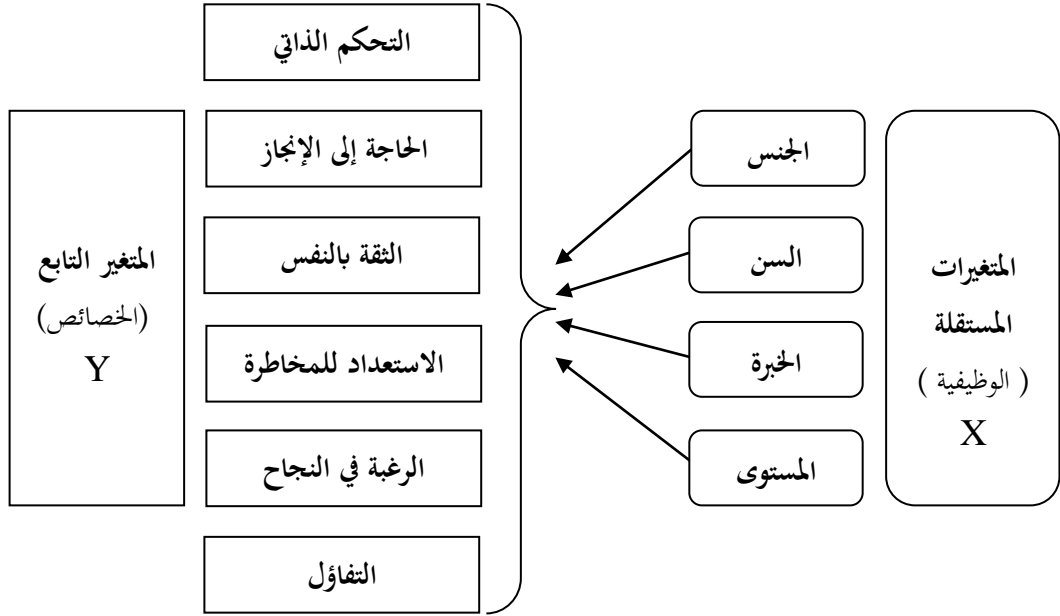 المتغيرات
المستقلة
( الوظيفية )
X
الجنس
السن
الخبرة
المستوى
التحكم الذاتي
الحاجة إلى الإنجاز
الثقة بالنفس
الاستعداد للمخاطرة
الرغبة في النجاح
التفاؤل
المتغير التابع
(الخصائص)
Y